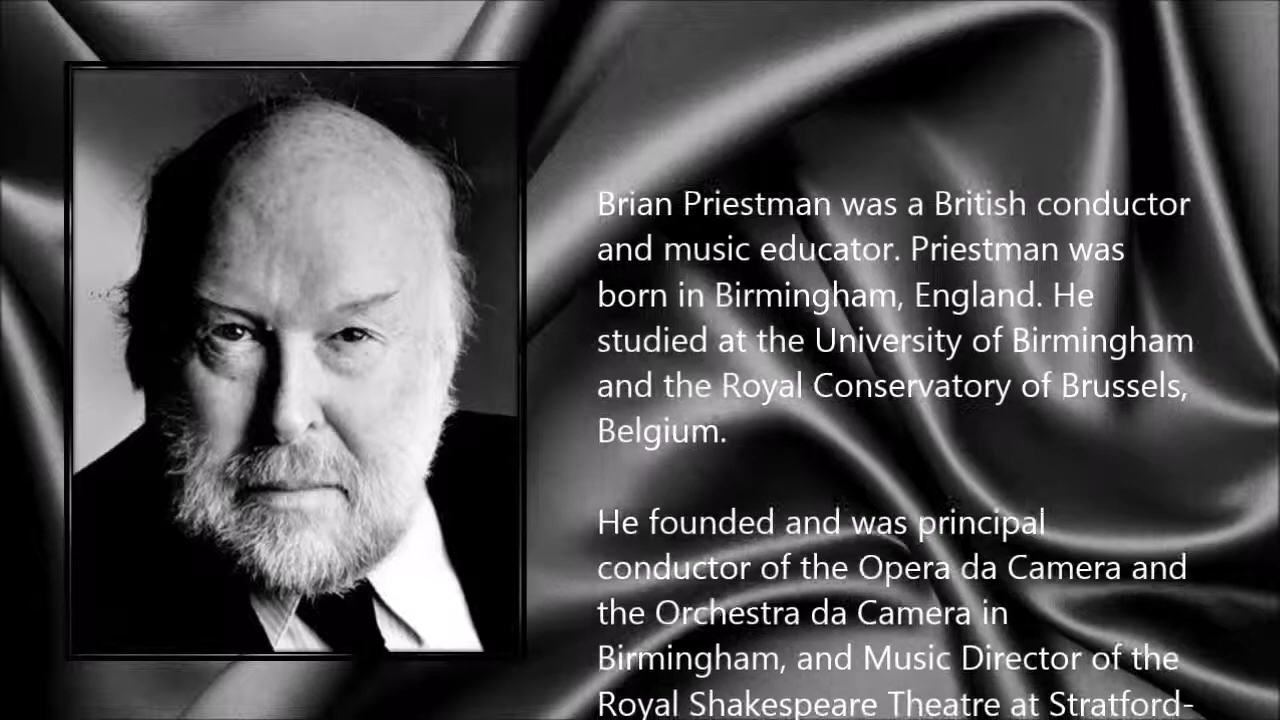 Brian Priestman was a British conductor
and music educator. Priestman was
born in Birmingham, England. He
studied at the University of Birmingham
and the Royal Conservatory of Brussels,
Belgium.
He founded and was principal
conductor of the Opera da Camera and
the Orchestra da Camera in
Birmingham, and Music Director of the
Royal Shakespeare Theatre at Stratford-